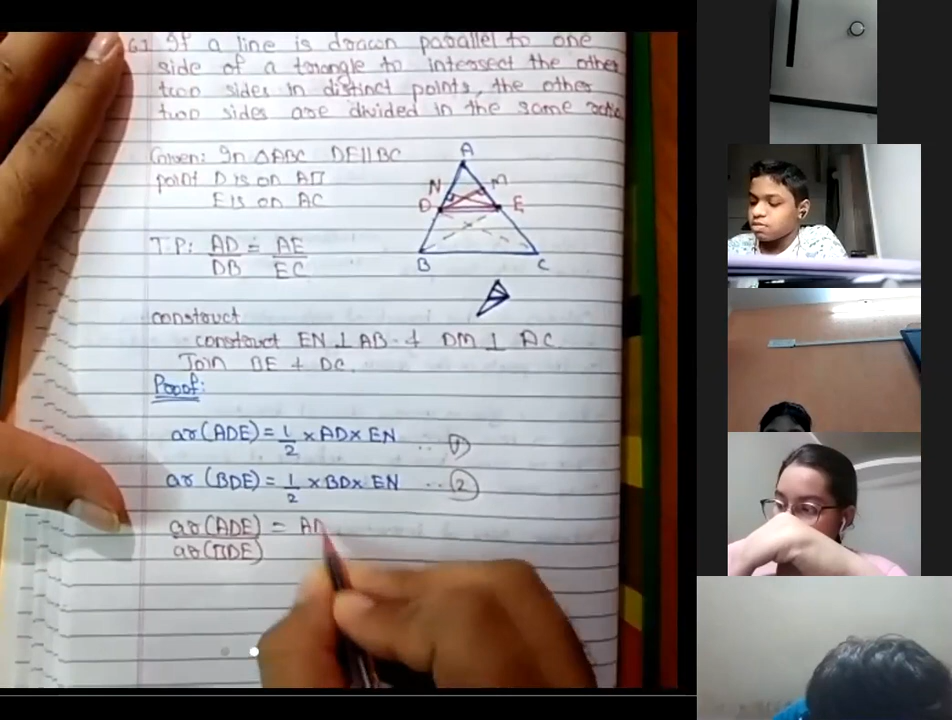 6.1 If a line is drawn parallel to one
side of a triangle to intersect the other
two sides in distinct points, the other
two sides are divided in the same ratio
Given: In △ABC DE||BC
point D is on AB
E is on AC
T.P: AD/DB = AE/EC
A
N M
D E
B C
construct
construct EN ⊥ AB & DM ⊥ AC
Join BE & DC.
Proof:
ar(ADE) = 1/2 × AD × EN ..①
ar(BDE) = 1/2 × BD × EN ..②
ar(ADE)/ar(BDE) = AD